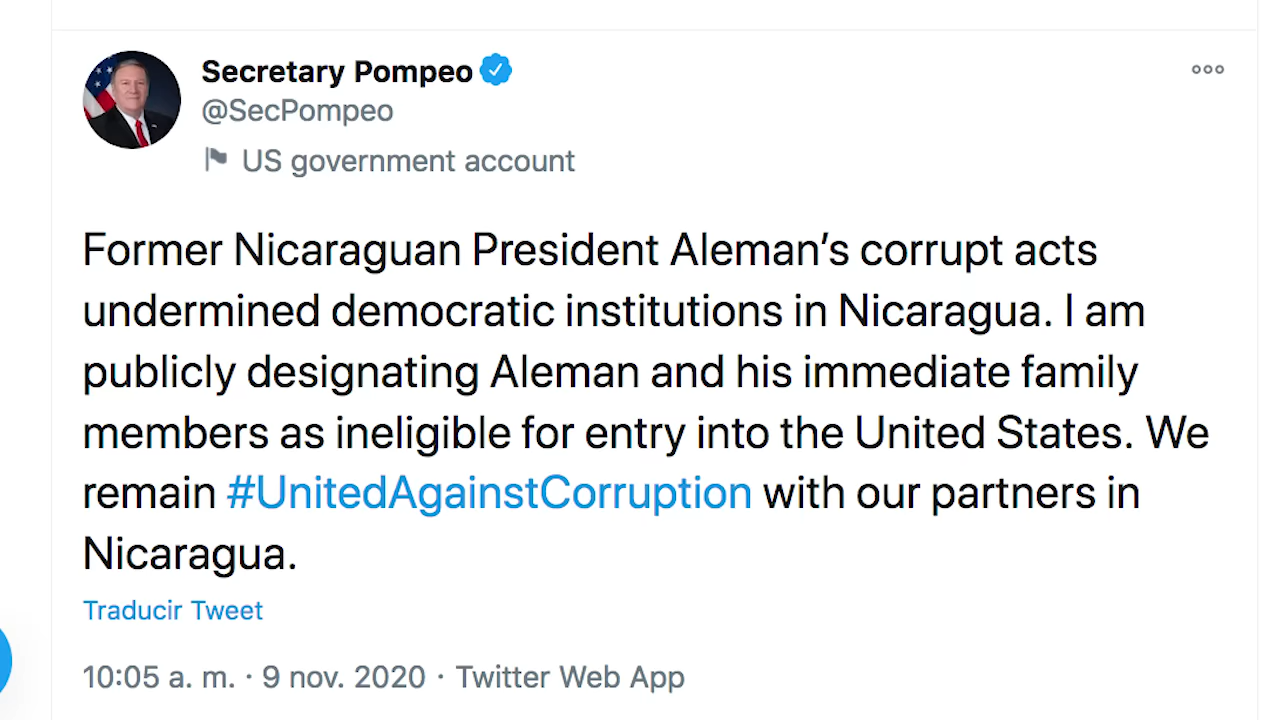 Secretary Pompeo
@SecPompeo
US government account
Former Nicaraguan President Aleman's corrupt acts
undermined democratic institutions in Nicaragua. I am
publicly designating Aleman and his immediate family
members as ineligible for entry into the United States. We
remain #UnitedAgainstCorruption with our partners in
Nicaragua.
Traducir Tweet
10:05 a. m. · 9 nov. 2020 · Twitter Web App